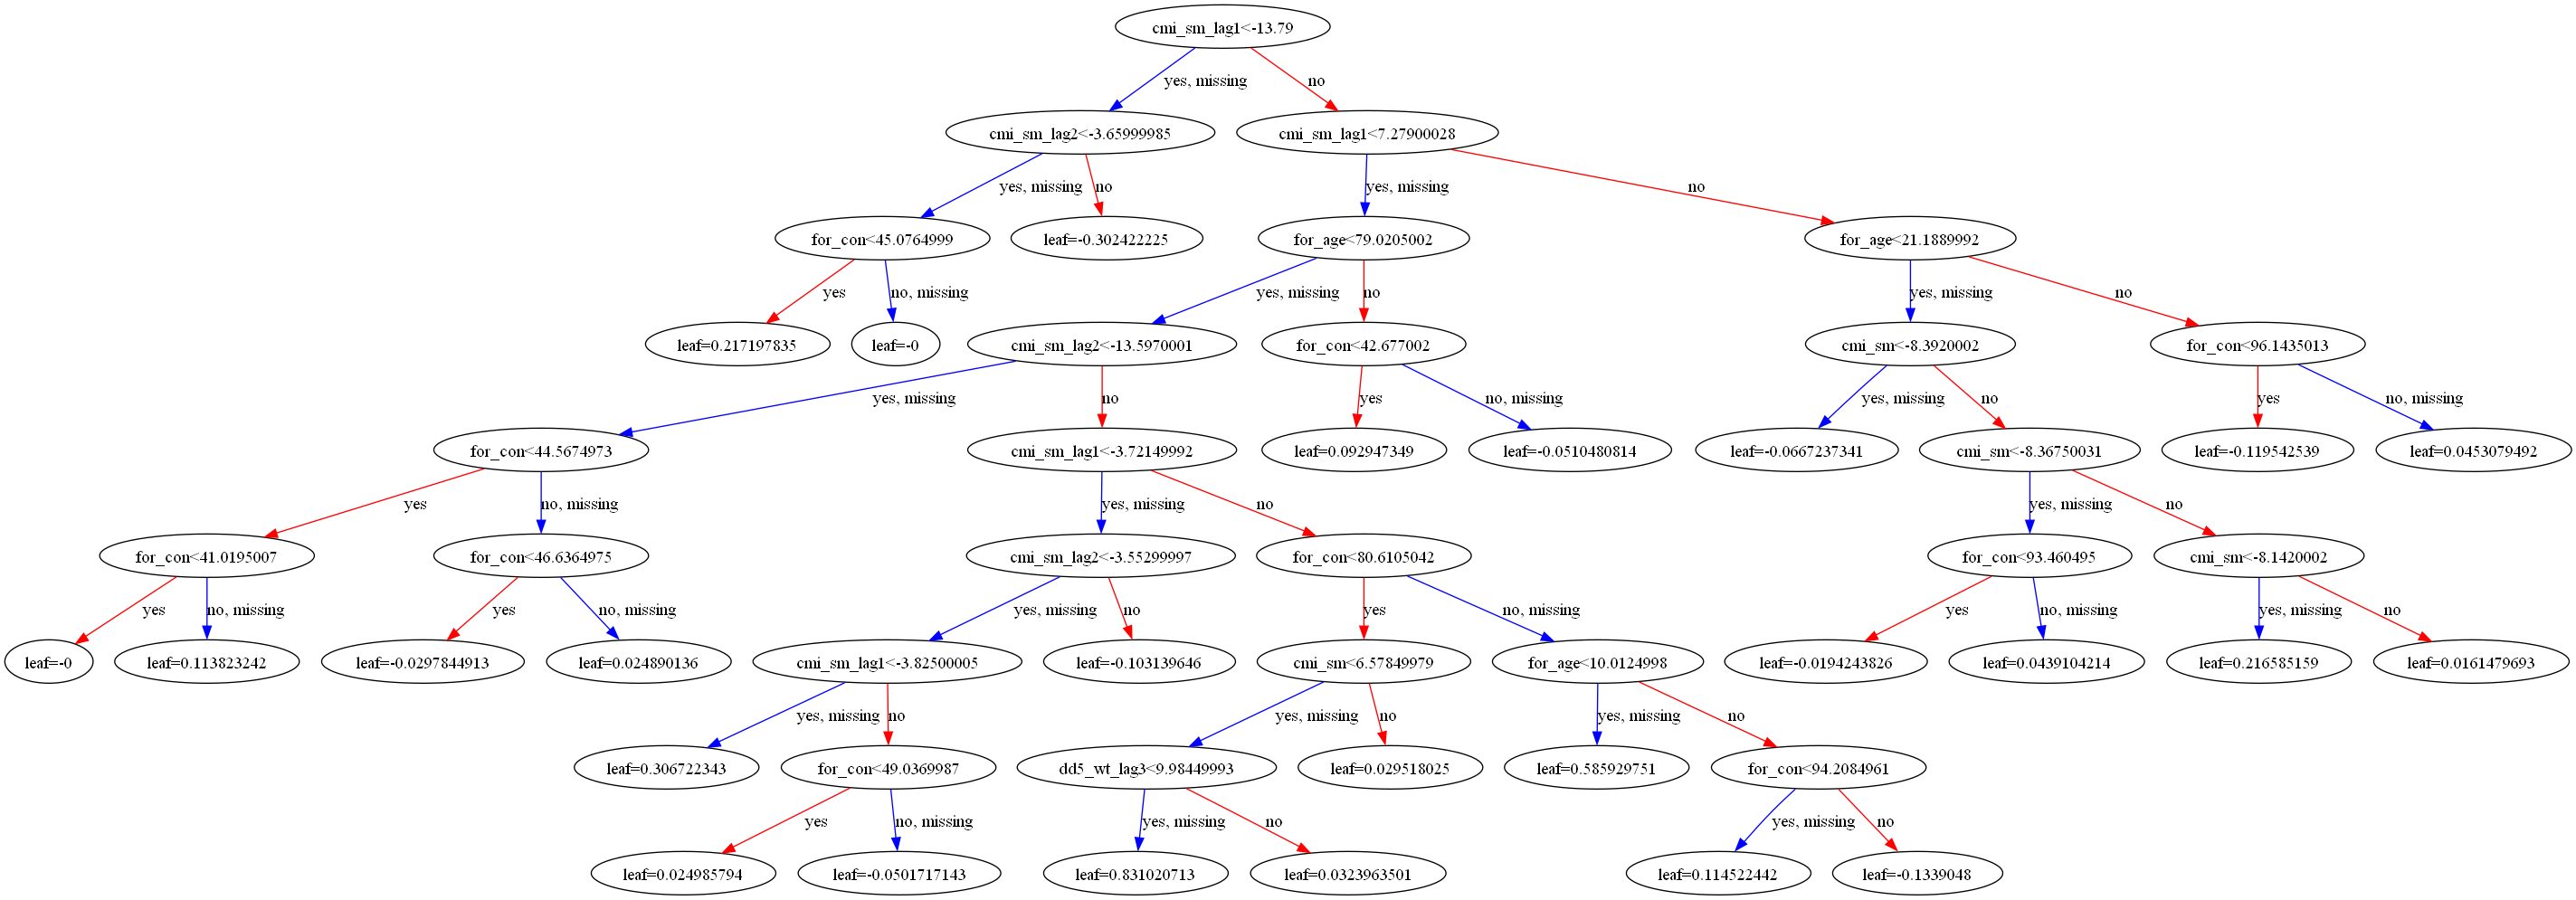 cmi_sm_lag1<-13.79
yes, missing
no
cmi_sm_lag2<-3.65999985
cmi_sm_lag1<7.27900028
yes, missing
no
yes, missing
no
for_con<45.0764999
leaf=-0.302422225
for_age<79.0205002
for_age<21.1889992
yes
no, missing
yes, missing
no
yes, missing
no
leaf=0.217197835
leaf=-0
cmi_sm_lag2<-13.5970001
for_con<42.677002
cmi_sm<-8.3920002
for_con<96.1435013
yes, missing
no
yes
no, missing
yes, missing
no
yes
no, missing
for_con<44.5674973
cmi_sm_lag1<-3.72149992
leaf=0.092947349
leaf=-0.0510480814
leaf=-0.0667237341
cmi_sm<-8.36750031
leaf=-0.119542539
leaf=0.0453079492
yes
no, missing
yes, missing
no
yes, missing
no
for_con<41.0195007
for_con<46.6364975
cmi_sm_lag2<-3.55299997
for_con<80.6105042
for_con<93.460495
cmi_sm<-8.1420002
yes
no, missing
yes
no, missing
yes, missing
no
yes
no, missing
yes
no, missing
yes, missing
no
leaf=-0
leaf=0.113823242
leaf=-0.0297844913
leaf=0.024890136
cmi_sm_lag1<-3.82500005
leaf=-0.103139646
cmi_sm<6.57849979
for_age<10.0124998
leaf=-0.0194243826
leaf=0.0439104214
leaf=0.216585159
leaf=0.0161479693
yes, missing
no
yes, missing
no
yes, missing
no
leaf=0.306722343
for_con<49.0369987
dd5_wt_lag3<9.98449993
leaf=0.029518025
leaf=0.585929751
for_con<94.2084961
yes
no, missing
yes, missing
no
yes, missing
no
leaf=0.024985794
leaf=-0.0501717143
leaf=0.831020713
leaf=0.0323963501
leaf=0.114522442
leaf=-0.1339048